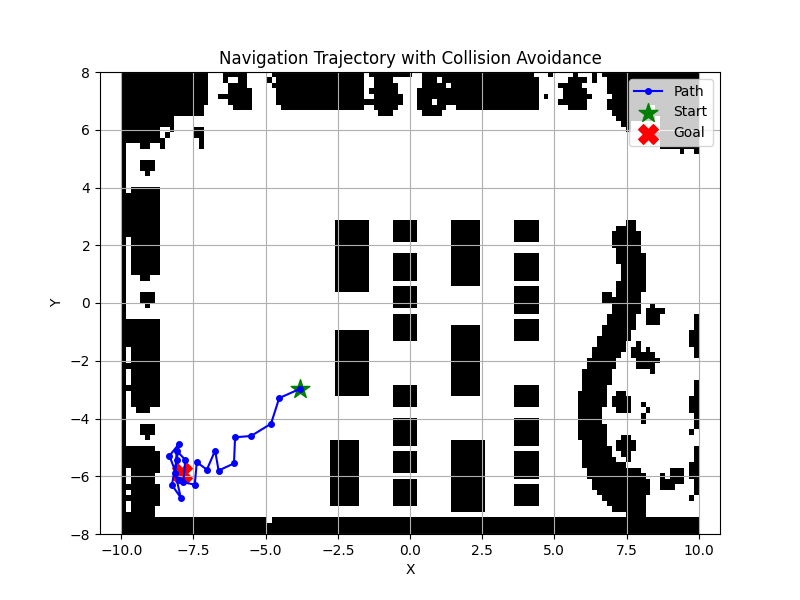 Navigation Trajectory with Collision Avoidance
Path
Start
Goal
8
6
4
2
0
−2
−4
−6
−8
Y
−10.0 −7.5 −5.0 −2.5 0.0 2.5 5.0 7.5 10.0
X